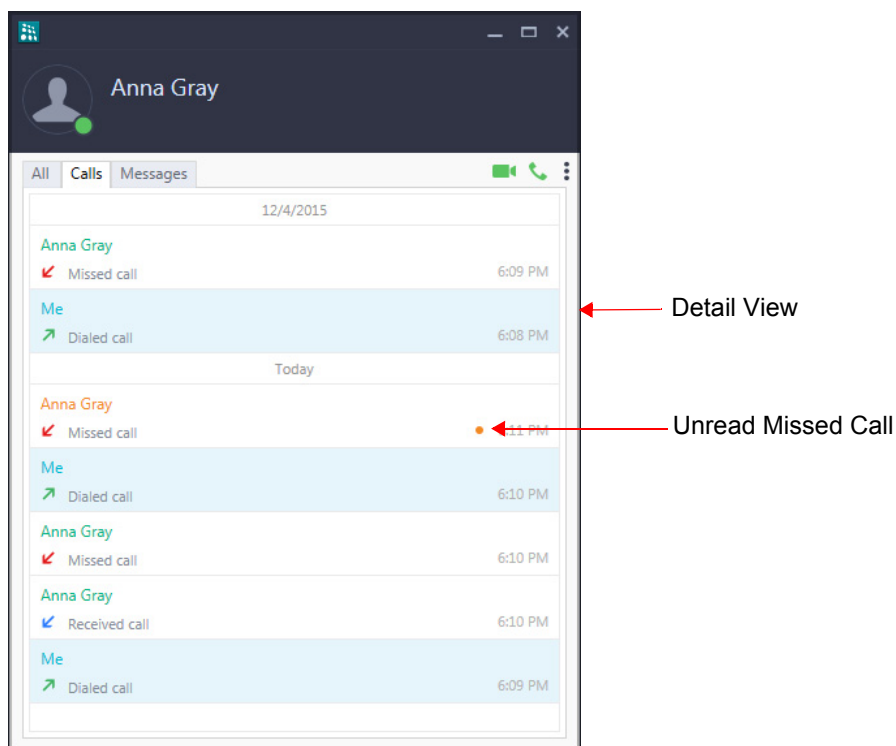 Anna Gray
All Calls Messages
12/4/2015
Anna Gray
Missed call 6:09 PM
Me
Dialed call 6:08 PM
Detail View
Today
Anna Gray
Missed call PM
Unread Missed Call
Me
Dialed call 6:10 PM
Anna Gray
Missed call 6:10 PM
Anna Gray
Received call 6:10 PM
Me
Dialed call 6:09 PM